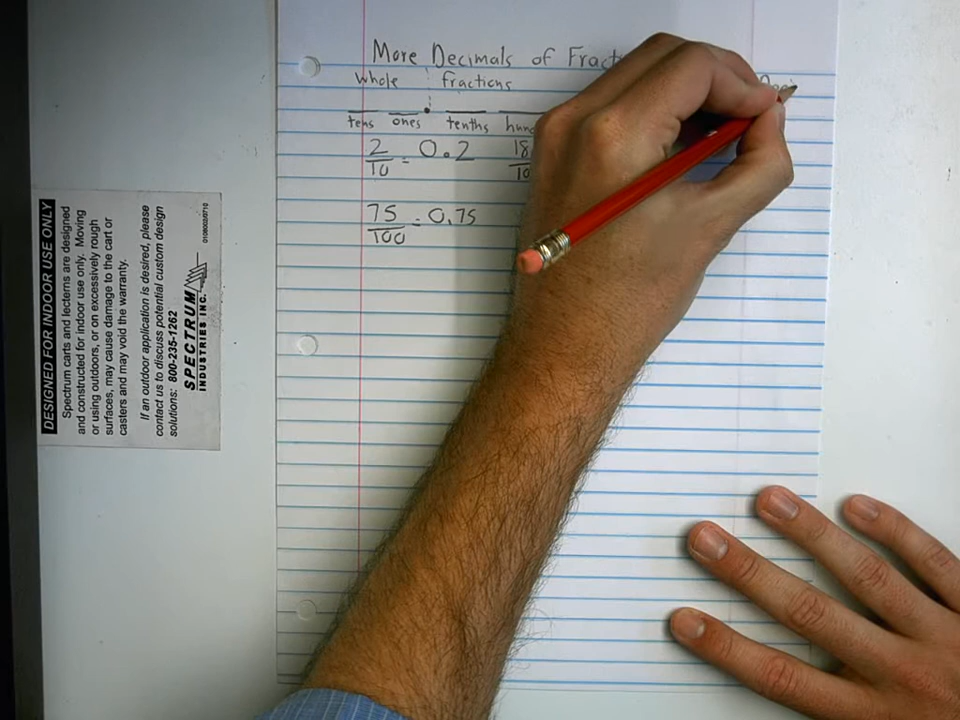 More Decimals of Fract
whole fractions
tens ones . tenths hun
2/10 = 0.2 18/10
75/100 = 0.75
DESIGNED FOR INDOOR USE ONLY
Spectrum carts and lecterns are designed
and constructed for indoor use only. Moving
or using outdoors, or on excessively rough
surfaces, may cause damage to the cart or
casters and may void the warranty.
If an outdoor application is desired, please
contact us to discuss potential custom design
solutions: 800-235-1262
SPECTRUM
INDUSTRIES INC.